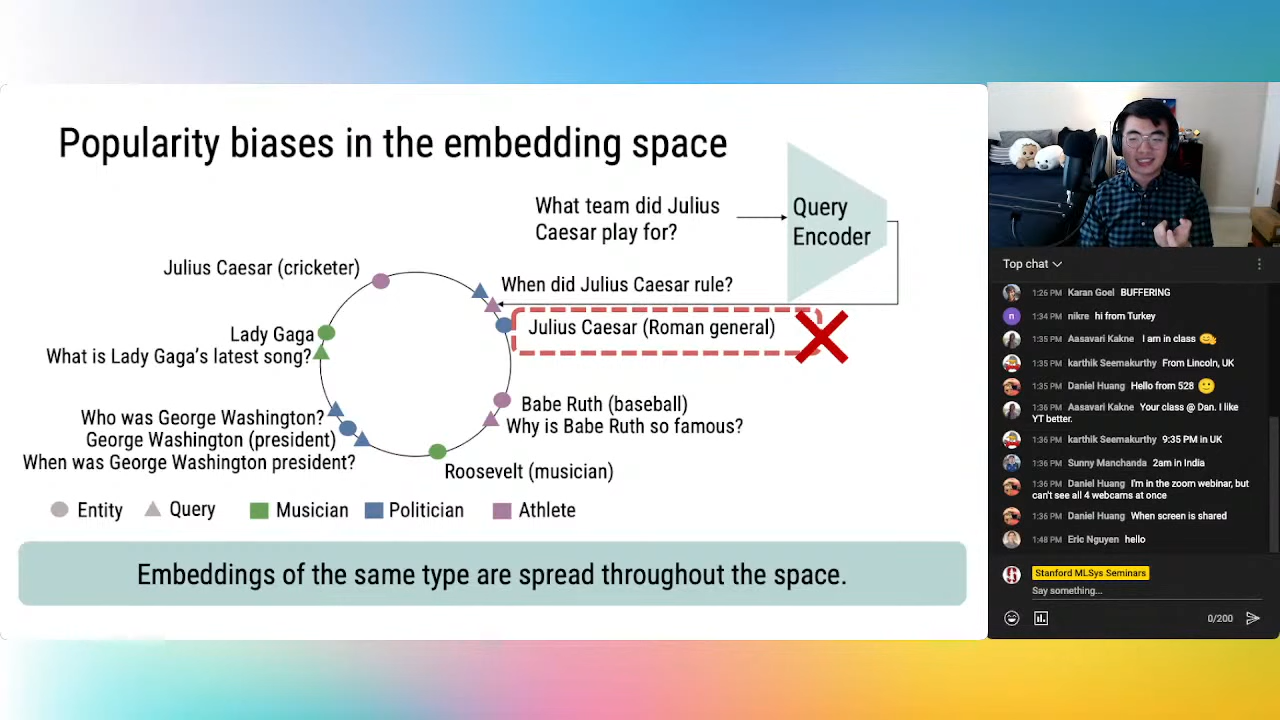 Popularity biases in the embedding space
What team did Julius
Caesar play for?
Query
Encoder
Julius Caesar (cricketer)
When did Julius Caesar rule?
Julius Caesar (Roman general)
Lady Gaga
What is Lady Gaga's latest song?
Babe Ruth (baseball)
Who was George Washington?
Why is Babe Ruth so famous?
George Washington (president)
When was George Washington president?
Roosevelt (musician)
Entity
Query
Musician
Politician
Athlete
Embeddings of the same type are spread throughout the space.
Top chat
1:26 PM Karan Goel BUFFERING
n
1:34 PM nikre hi from Turkey
1:35 PM Aasavari Kakne I am in class
1:35 PM karthik Seemakurthy From Lincoln, UK
1:35 PM Daniel Huang Hello from 528
1:36 PM Aasavari Kakne Your class @ Dan. I like
YT better.
1:36 PM karthik Seemakurthy 9:35 PM in UK
1:36 PM Sunny Manchanda 2am in India
1:36 PM Daniel Huang I'm in the zoom webinar, but
can't see all 4 webcams at once
1:36 PM Daniel Huang When screen is shared
1:48 PM Eric Nguyen hello
Stanford MLSys Seminars
Say something...
0/200